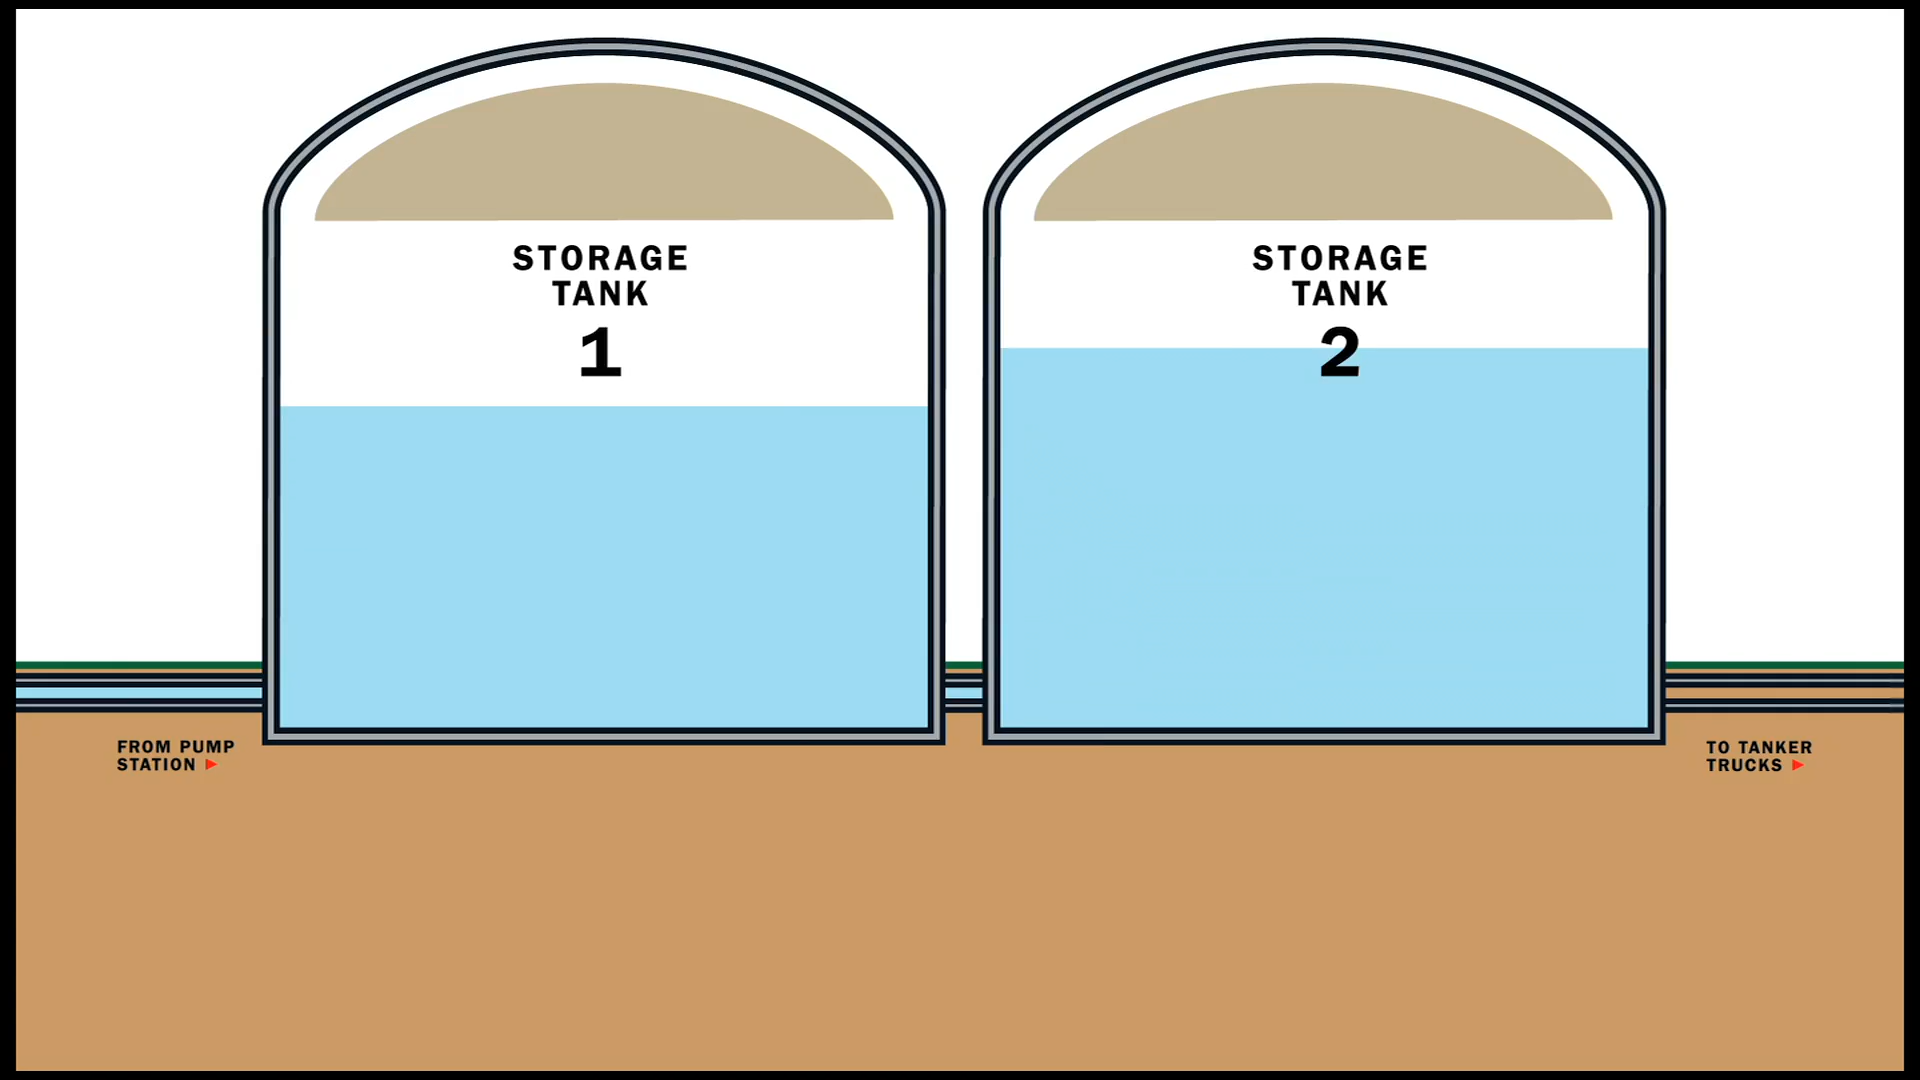 STORAGE
TANK
1
STORAGE
TANK
2
FROM PUMP
STATION ▶
TO TANKER
TRUCKS ▶